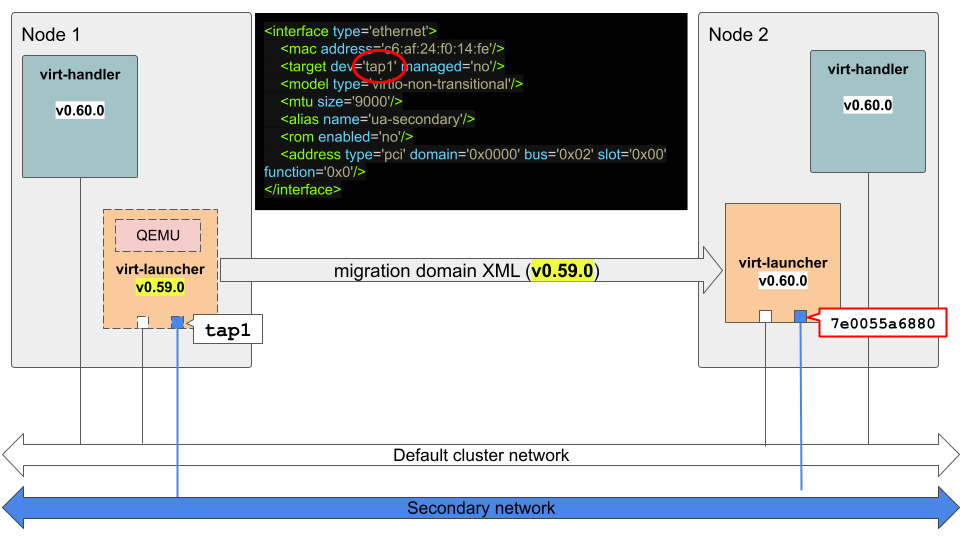 Node 1
virt-handler
v0.60.0
<interface type='ethernet'>
<mac address='c6:af:24:f0:14:fe'/>
<target dev='tap1' managed='no'/>
<model type='virtio-non-transitional'/>
<mtu size='9000'/>
<alias name='ua-secondary'/>
<rom enabled='no'/>
<address type='pci' domain='0x0000' bus='0x02' slot='0x00'
function='0x0'/>
</interface>
Node 2
virt-handler
v0.60.0
QEMU
virt-launcher
v0.59.0
tap1
migration domain XML (v0.59.0)
virt-launcher
v0.60.0
7e0055a6880
Default cluster network
Secondary network